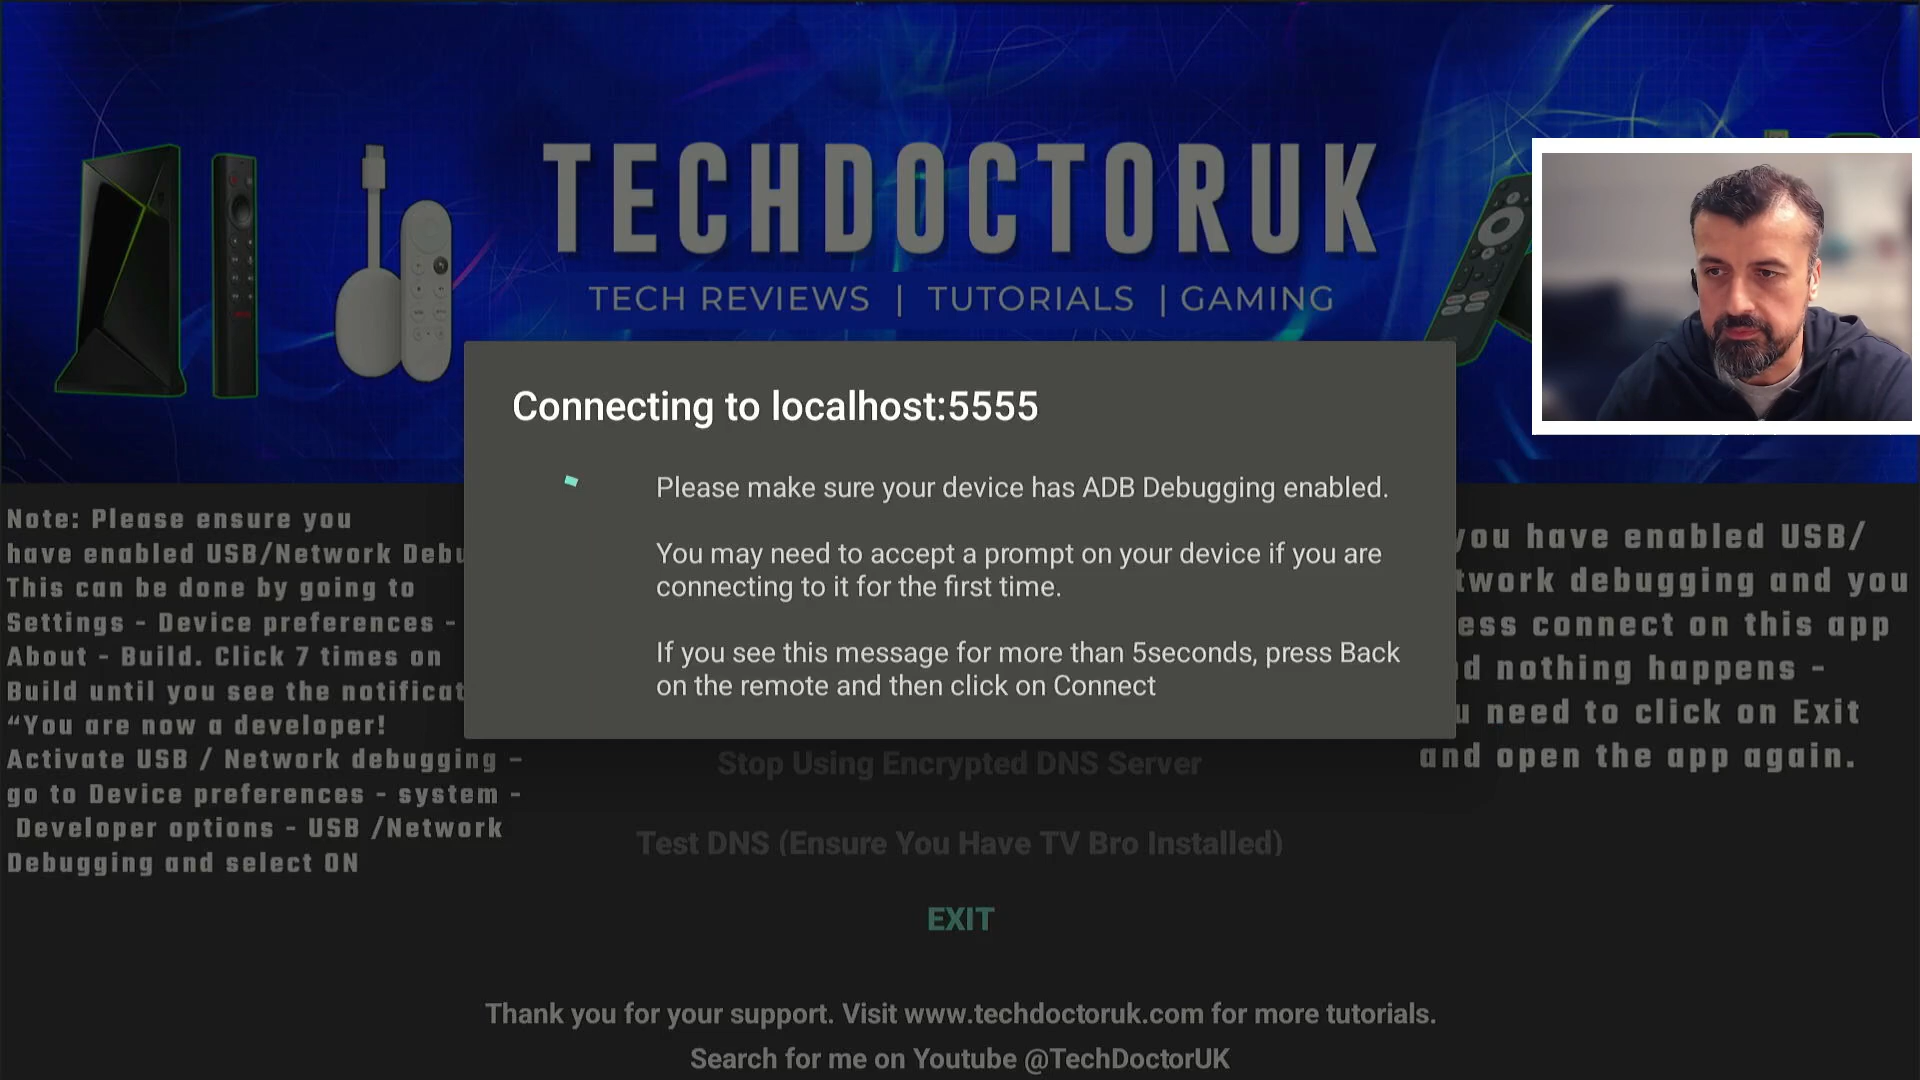 TECHDOCTORUK
TECH REVIEWS | TUTORIALS | GAMING
Connecting to localhost:5555
Please make sure your device has ADB Debugging enabled.
You may need to accept a prompt on your device if you are
connecting to it for the first time.
If you see this message for more than 5seconds, press Back
on the remote and then click on Connect
Note: Please ensure you
have enabled USB/Network Debu
This can be done by going to
Settings - Device preferences -
About - Build. Click 7 times on
Build until you see the notificat
“You are now a developer!
Activate USB / Network debugging –
go to Device preferences - system -
Developer options - USB /Network
Debugging and select ON
you have enabled USB/
twork debugging and you
ess connect on this app
d nothing happens -
u need to click on Exit
and open the app again.
Stop Using Encrypted DNS Server
Test DNS (Ensure You Have TV Bro Installed)
EXIT
Thank you for your support. Visit www.techdoctoruk.com for more tutorials.
Search for me on Youtube @TechDoctorUK